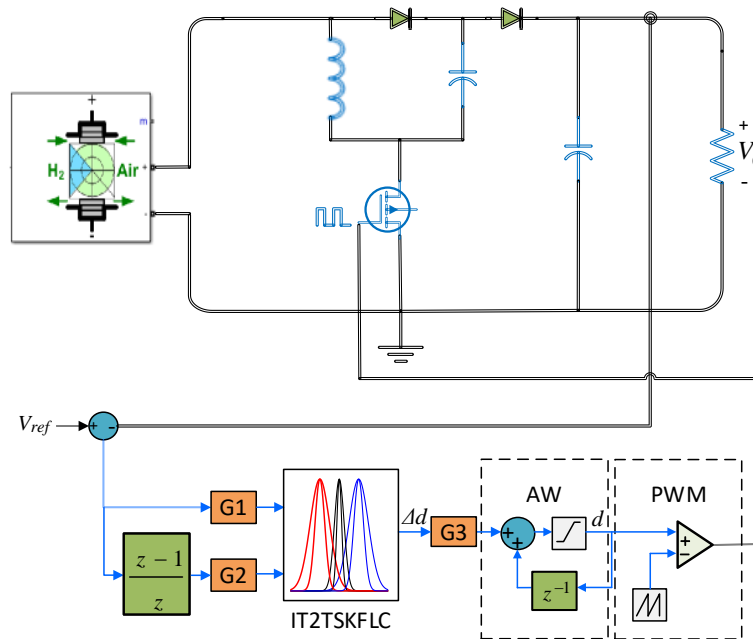 +
m
H2
Air
+
-
-
+
V
-
Vref
+
-
G1
z − 1
z
G2
IT2TSKFLC
Δd
G3
AW
+
+
d
z⁻¹
PWM
+
−